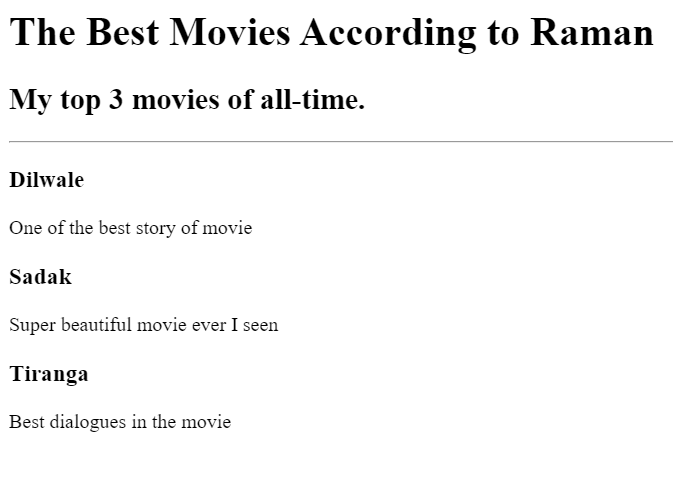 The Best Movies According to Raman
My top 3 movies of all-time.
Dilwale
One of the best story of movie
Sadak
Super beautiful movie ever I seen
Tiranga
Best dialogues in the movie